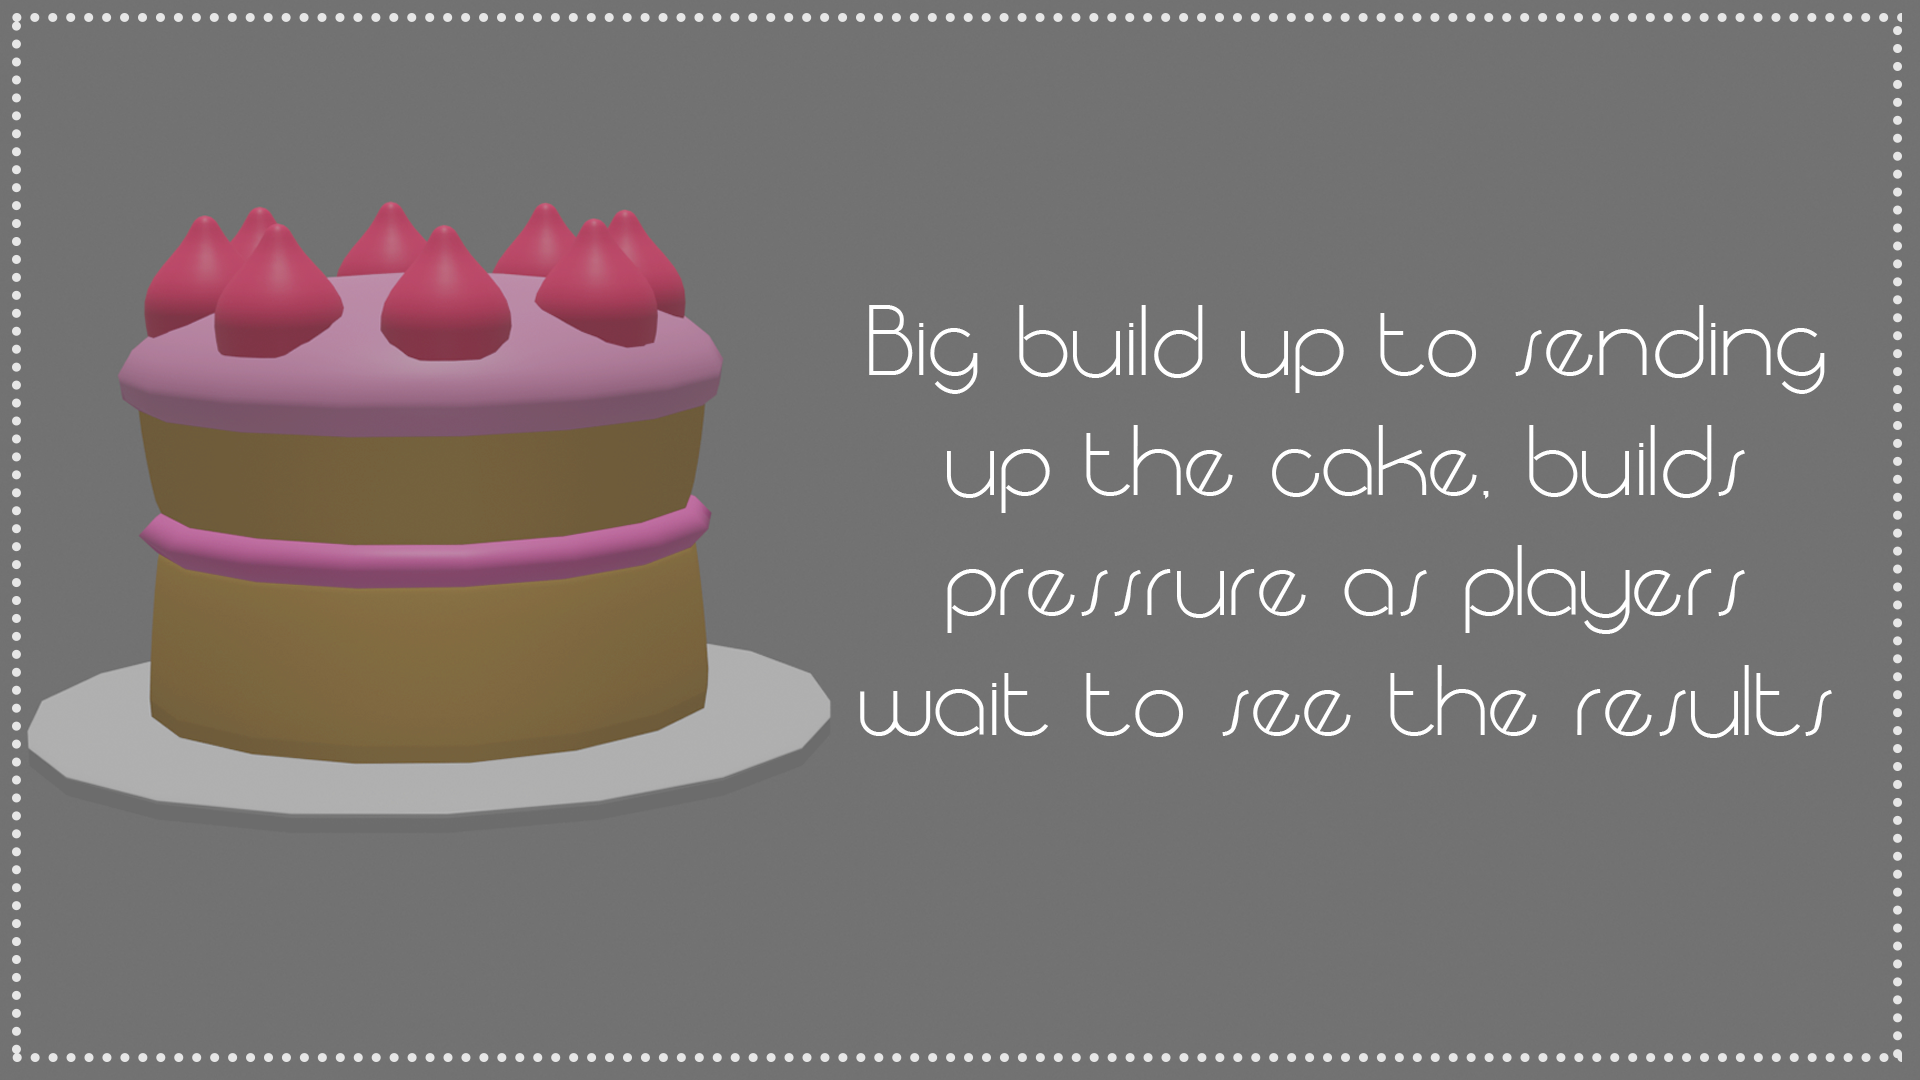 Big build up to sending
up the cake, builds
pressrure as players
wait to see the results